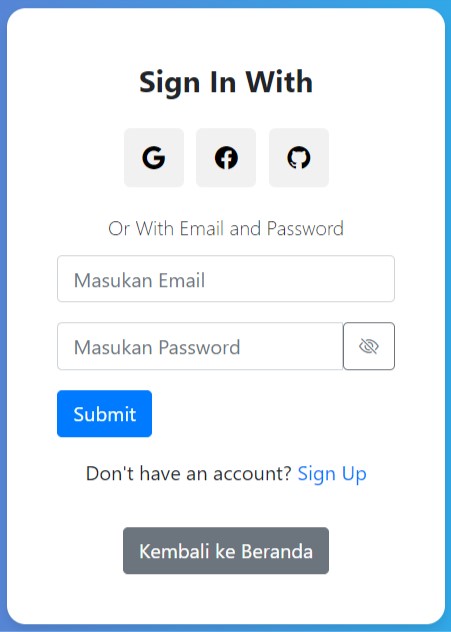 Sign In With
Or With Email and Password
Masukan Email
Masukan Password
Submit
Don't have an account? Sign Up
Kembali ke Beranda